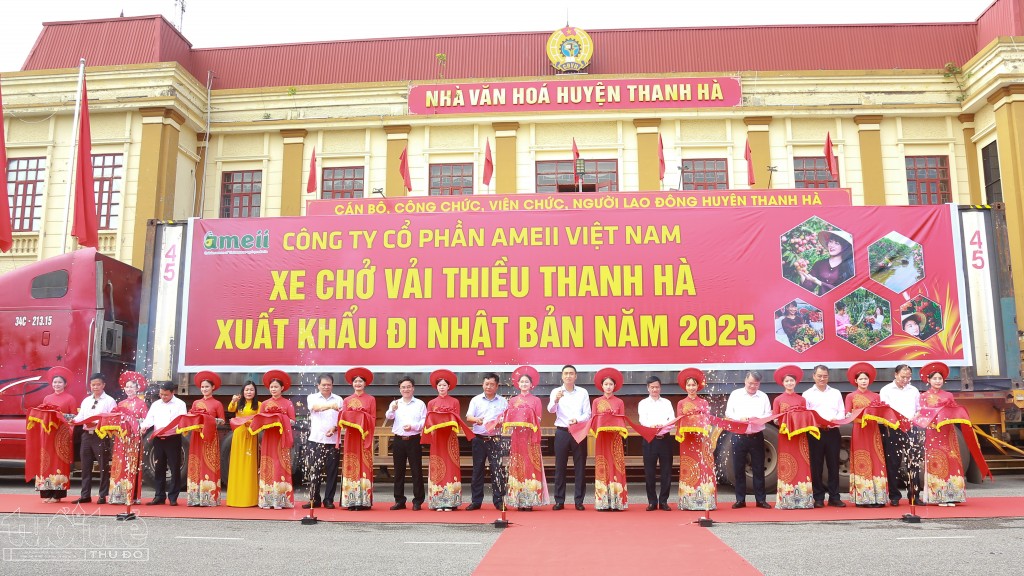 NHÀ VĂN HOÁ HUYỆN THANH HÀ
CÁN BỘ, CÔNG CHỨC, VIÊN CHỨC, NGƯỜI LAO ĐỘNG HUYỆN THANH HÀ
45
ameii
CÔNG TY CỔ PHẦN AMEII VIỆT NAM
45
XE CHỞ VẢI THIỀU THANH HÀ
34C - 213.15
XUẤT KHẨU ĐI NHẬT BẢN NĂM 2025
tuổi trẻ
THỦ ĐÔ